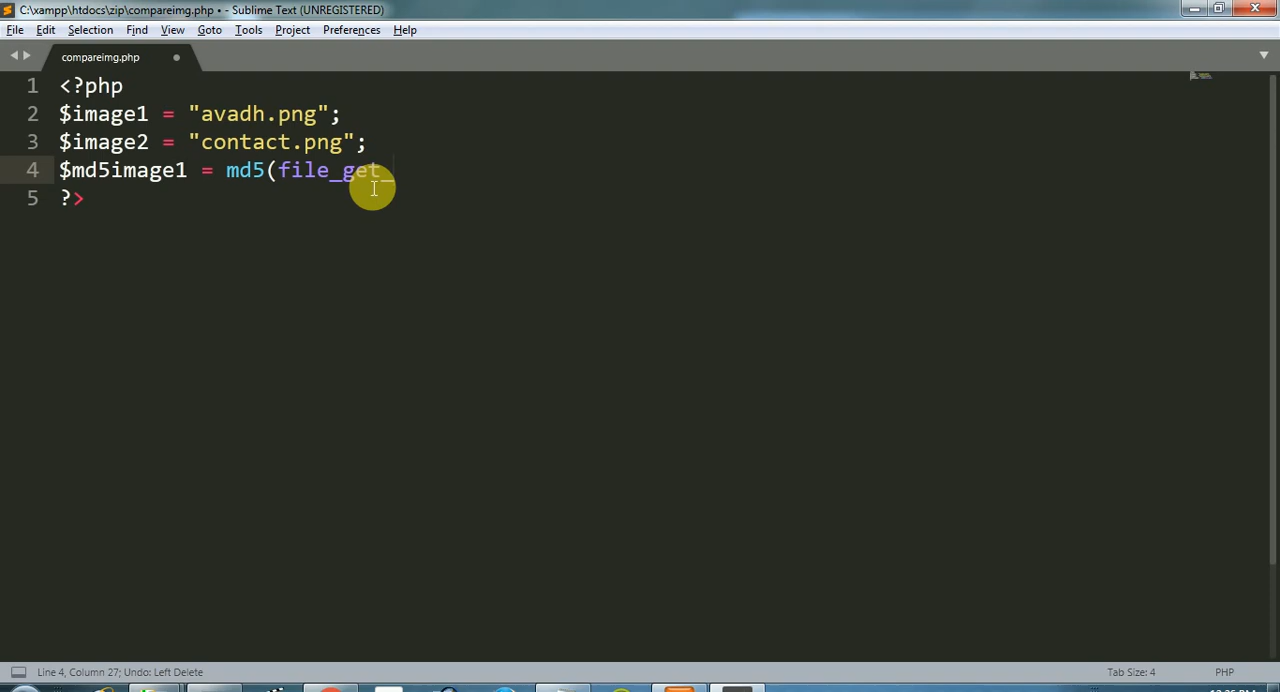 C:\xampp\htdocs\zip\compareimg.php • - Sublime Text (UNREGISTERED)
File Edit Selection Find View Goto Tools Project Preferences Help
compareimg.php
1 <?php
2 $image1 = "avadh.png";
3 $image2 = "contact.png";
4 $md5image1 = md5(file_get_
5 ?>
Line 4, Column 27; Undo: Left Delete
Tab Size: 4
PHP